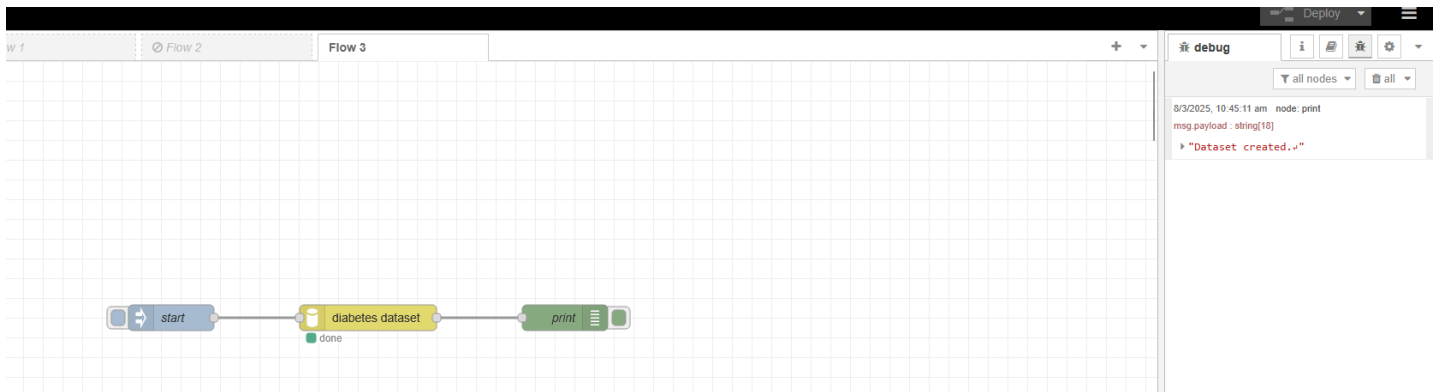 Deploy
w 1
Flow 2
Flow 3
debug
i
all nodes
all
8/3/2025, 10:45:11 am node: print
msg.payload : string[18]
"Dataset created.↵"
start
diabetes dataset
print
done